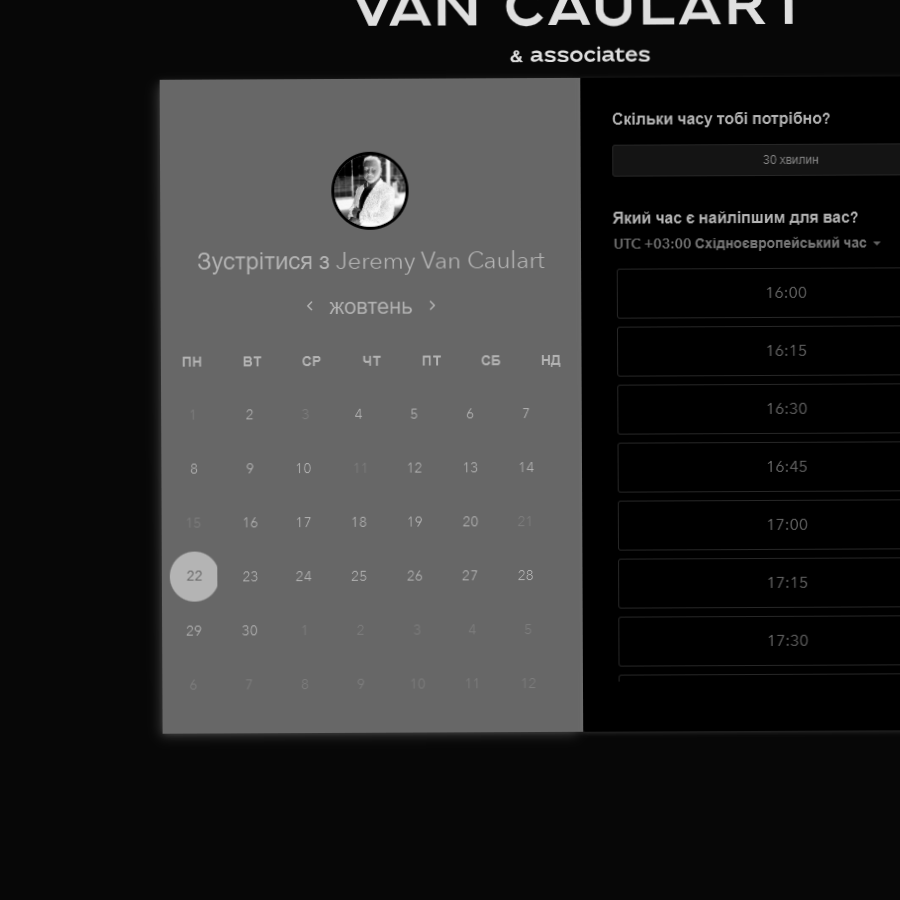 VAN CAULART
& associates
Зустрітися з Jeremy Van Caulart
жовтень
ПН ВТ СР ЧТ ПТ СБ НД
1 2 3 4 5 6 7
8 9 10 11 12 13 14
15 16 17 18 19 20 21
22 23 24 25 26 27 28
29 30 1 2 3 4 5
6 7 8 9 10 11 12
Скільки часу тобі потрібно?
30 хвилин
Який час є найліпшим для вас?
UTC +03:00 Східноєвропейський час
16:00
16:15
16:30
16:45
17:00
17:15
17:30